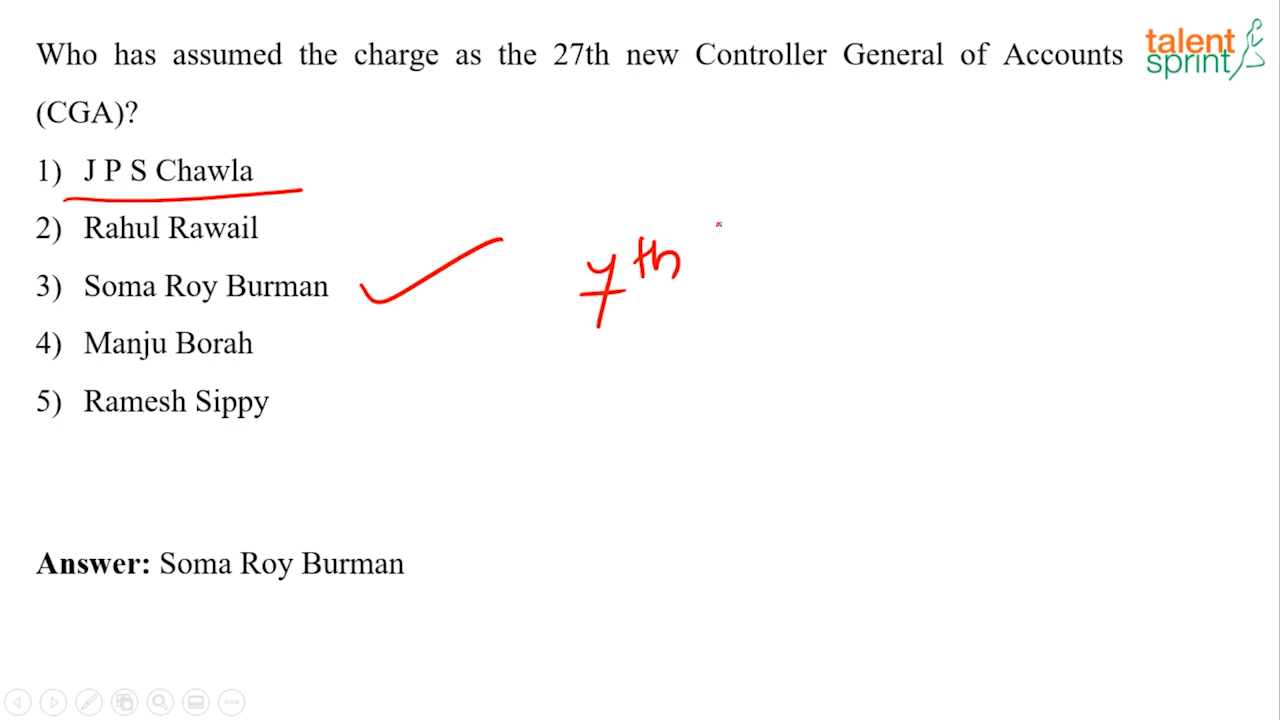 Who has assumed the charge as the 27th new Controller General of Accounts
(CGA)?
talent
sprint
1) J P S Chawla
2) Rahul Rawail
3) Soma Roy Burman
7th
4) Manju Borah
5) Ramesh Sippy
Answer: Soma Roy Burman